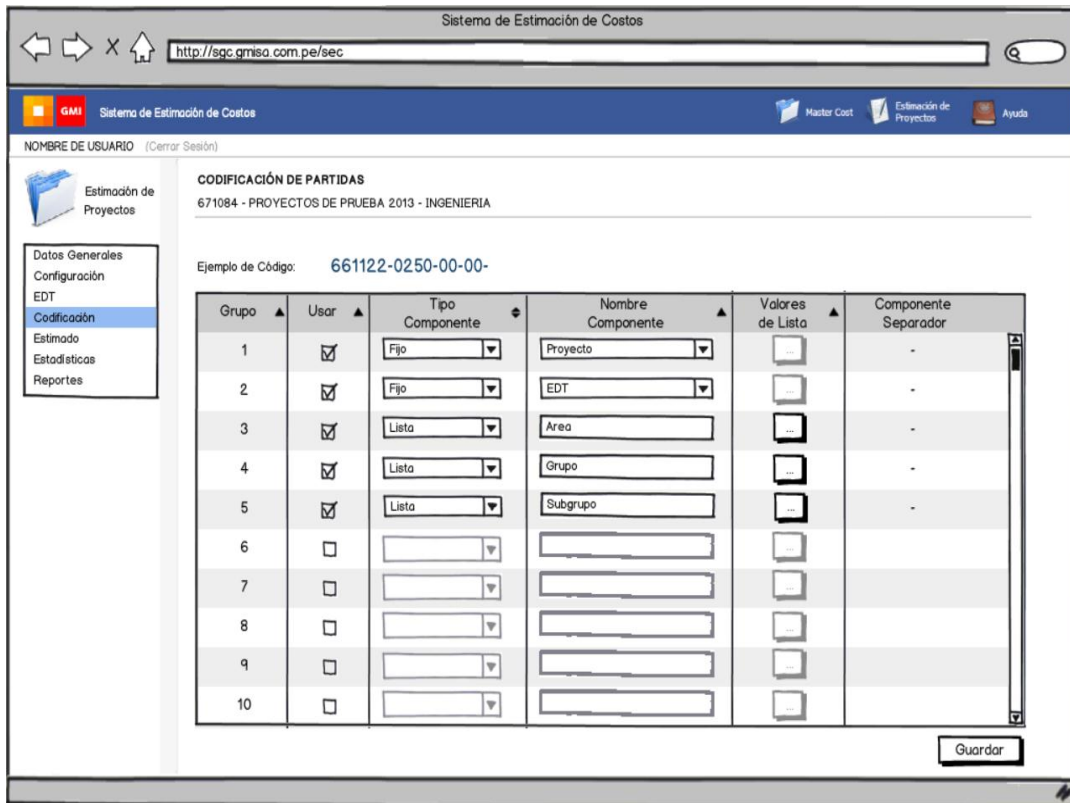 Sistema de Estimación de Costos
http://sgc.gmisa.com.pe/sec
GMI Sistema de Estimación de Costos
Master Cost
Estimación de
Proyectos
Ayuda
NOMBRE DE USUARIO (Cerrar Sesión)
Estimación de
Proyectos
Datos Generales
Configuración
EDT
Codificación
Estimado
Estadísticas
Reportes
CODIFICACIÓN DE PARTIDAS
671084 - PROYECTOS DE PRUEBA 2013 - INGENIERIA
Ejemplo de Código: 661122-0250-00-00-
Grupo Usar Tipo Componente Nombre Componente Valores de Lista Componente Separador
1 Fijo Proyecto ... -
2 Fijo EDT ... -
3 Lista Area ... -
4 Lista Grupo ... -
5 Lista Subgrupo ... -
6 ...
7 ...
8 ...
9 ...
10 ...
Guardar